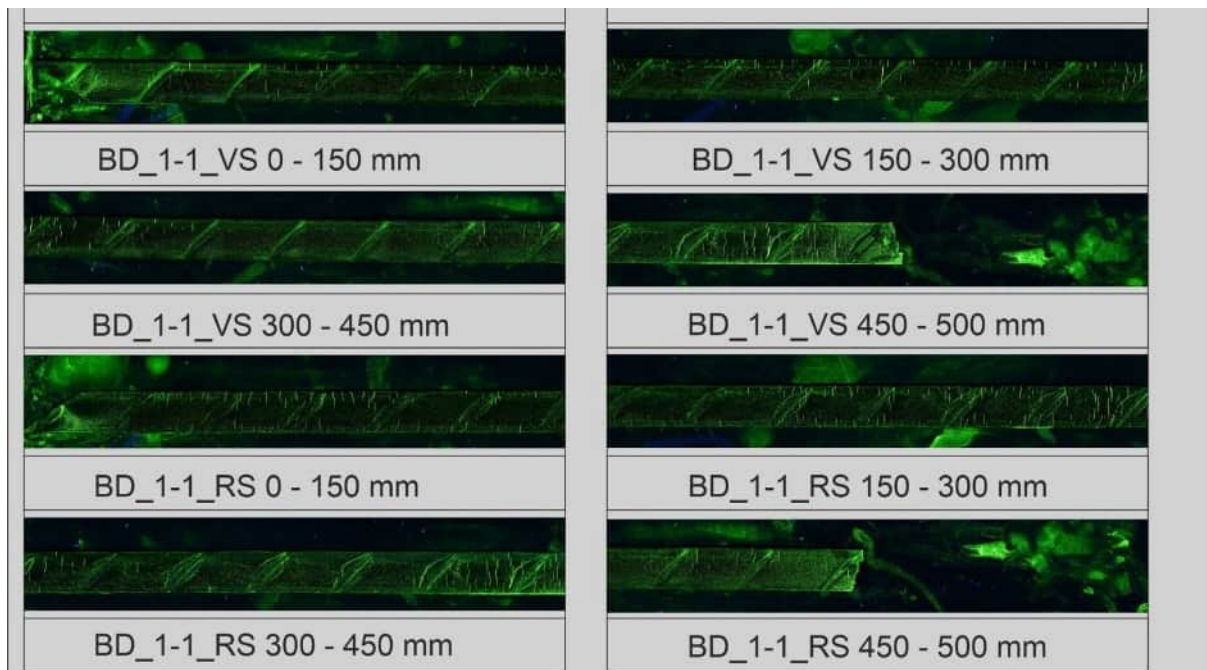 BD_1-1_VS 0 - 150 mm
BD_1-1_VS 150 - 300 mm
BD_1-1_VS 300 - 450 mm
BD_1-1_VS 450 - 500 mm
BD_1-1_RS 0 - 150 mm
BD_1-1_RS 150 - 300 mm
BD_1-1_RS 300 - 450 mm
BD_1-1_RS 450 - 500 mm